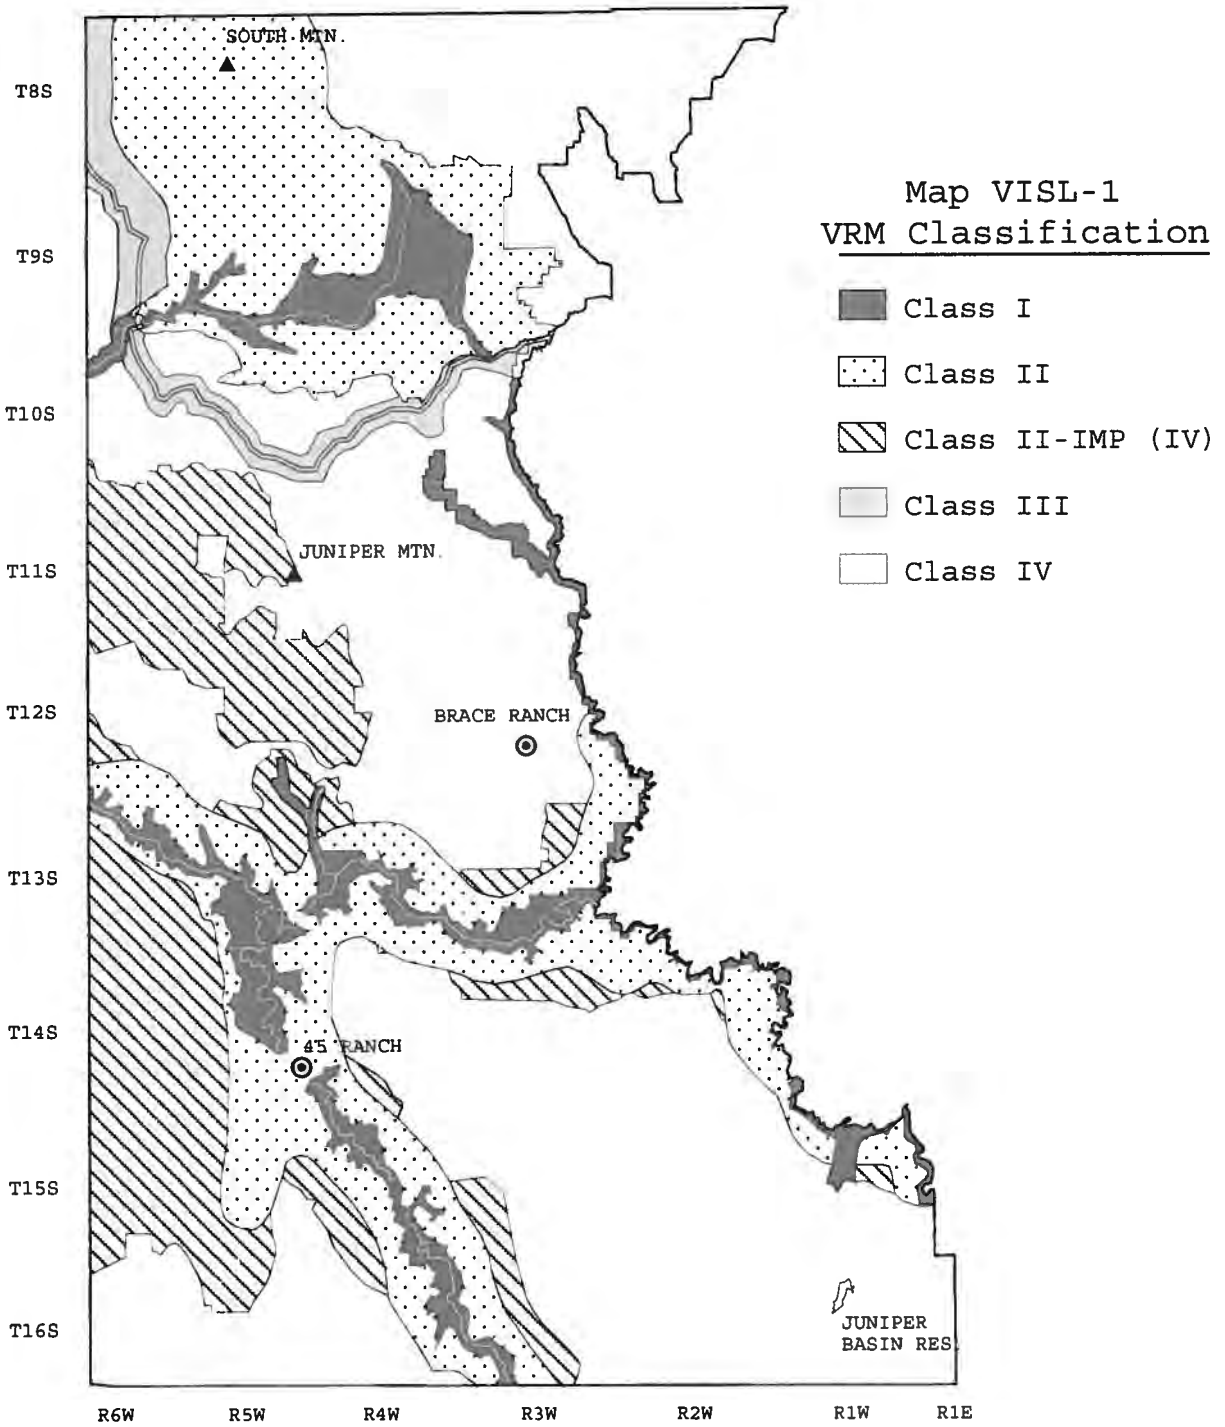 SOUTH MTN.
T8S
Map VISL-1
VRM Classification
T9S
Class I
Class II
T10S
Class II-IMP (IV)
Class III
JUNIPER MTN.
T11S
Class IV
T12S
BRACE RANCH
T13S
T14S
45 RANCH
T15S
JUNIPER
BASIN RES
T16S
R6W R5W R4W R3W R2W R1W R1E